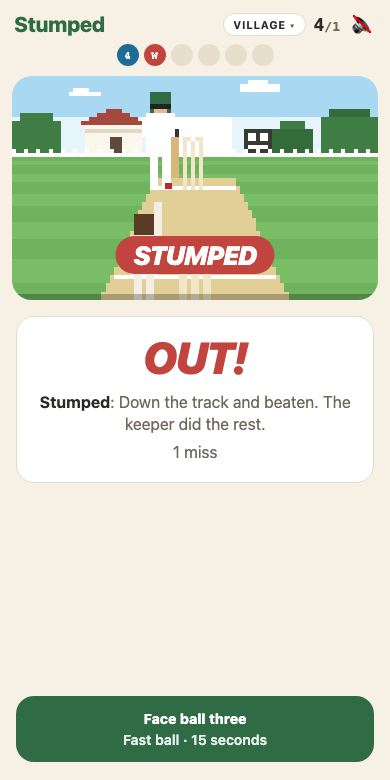 Stumped
VILLAGE ▾
4/1
4 W
STUMPED
OUT!
Stumped: Down the track and beaten. The
keeper did the rest.
1 miss
Face ball three
Fast ball · 15 seconds